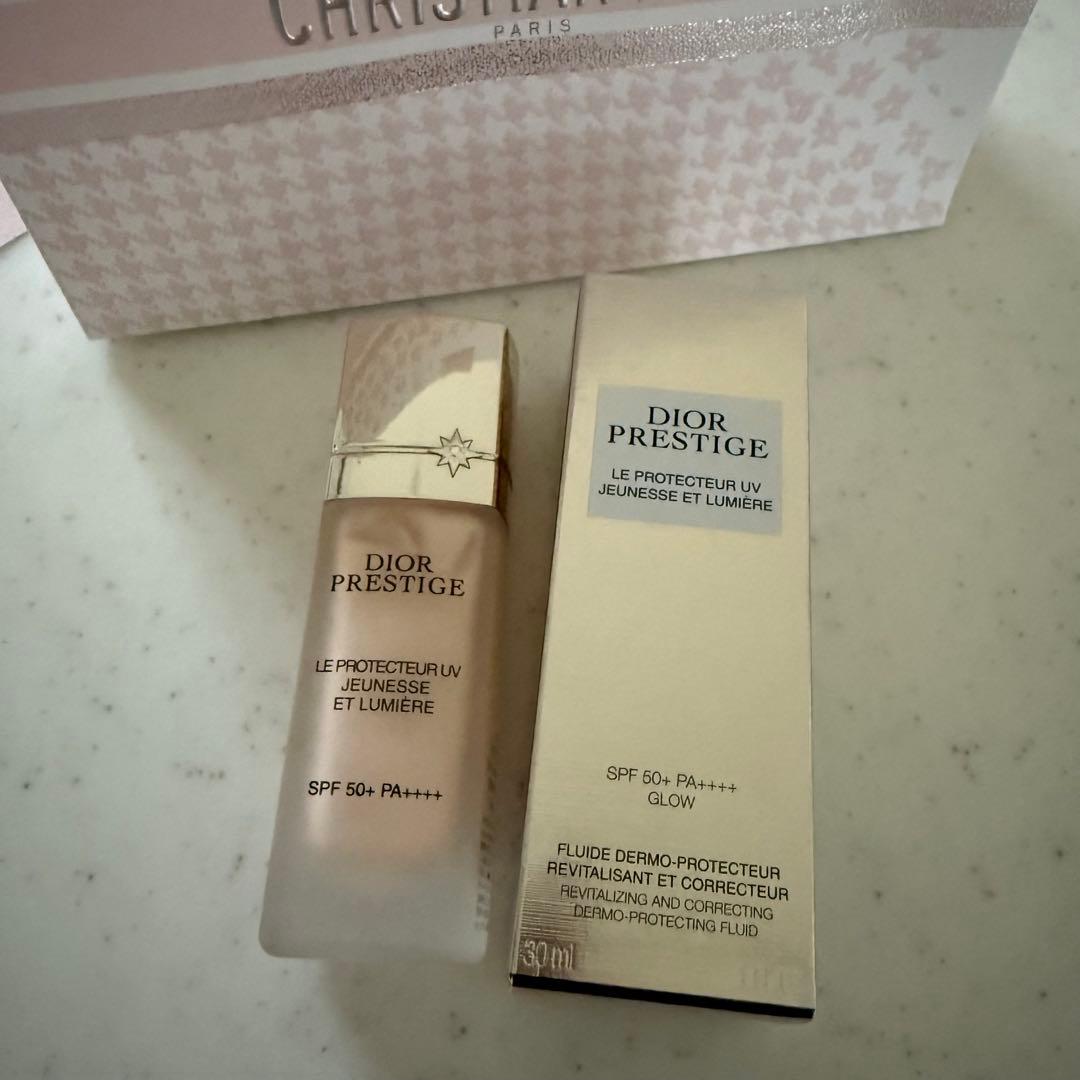 CHRISTIAN
PARIS
DIOR
PRESTIGE
LE PROTECTEUR UV
JEUNESSE
ET LUMIÈRE
SPF 50+ PA++++
DIOR
PRESTIGE
LE PROTECTEUR UV
JEUNESSE ET LUMIÈRE
SPF 50+ PA++++
GLOW
FLUIDE DERMO-PROTECTEUR
REVITALISANT ET CORRECTEUR
REVITALIZING AND CORRECTING
DERMO-PROTECTING FLUID
30 ml